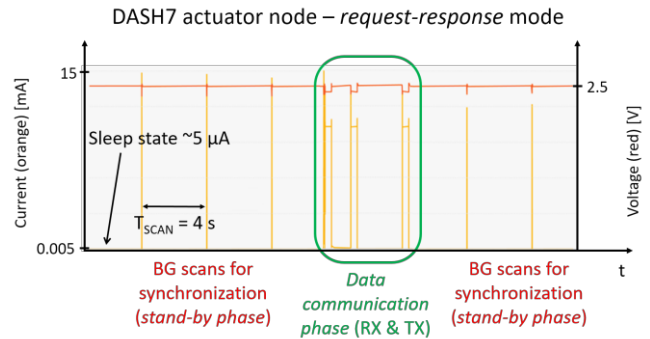 DASH7 actuator node – request-response mode
Current (orange) [mA]
15
0.005
Sleep state ~5 µA
T_SCAN = 4 s
2.5
Voltage (red) [V]
t
BG scans for
synchronization
(stand-by phase)
Data
communication
phase (RX & TX)
BG scans for
synchronization
(stand-by phase)